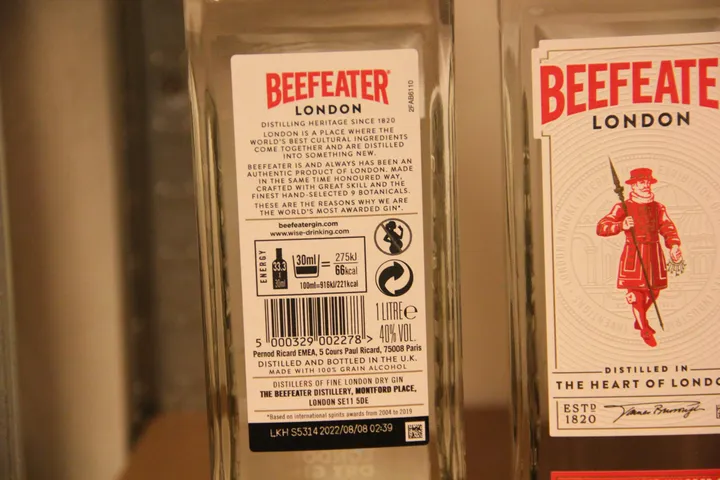 BEEFEATER
LONDON
2FAB6110
DISTILLING HERITAGE SINCE 1820
LONDON IS A PLACE WHERE THE
WORLD'S BEST CULTURAL INGREDIENTS
COME TOGETHER AND ARE DISTILLED
INTO SOMETHING NEW.
BEEFEATER IS AND ALWAYS HAS BEEN AN
AUTHENTIC PRODUCT OF LONDON. MADE
IN THE SAME TIME HONOURED WAY,
CRAFTED WITH GREAT SKILL AND THE
FINEST HAND-SELECTED 9 BOTANICALS.
THESE ARE THE REASONS WHY WE ARE
THE WORLD'S MOST AWARDED GIN*.
beefeatergin.com
www.wise-drinking.com
ENERGY
33.3
30ml
30ml = 275kJ
66kcal
100ml=916kJ/221kcal
1 LITRE e
40% VOL.
5 000329 002278 >
Pernod Ricard EMEA, 5 Cours Paul Ricard, 75008 Paris
DISTILLED AND BOTTLED IN THE U.K.
MADE WITH 100% GRAIN ALCOHOL
DISTILLERS OF FINE LONDON DRY GIN
THE BEEFEATER DISTILLERY, MONTFORD PLACE,
LONDON SE11 5DE
*Based on international spirits awards from 2004 to 2019
LKH S5314 2022/08/08 02:39
BEEFEATE
LONDON
DISTILLED IN
THE HEART OF LONDO
ESTD
1820
James Burrough